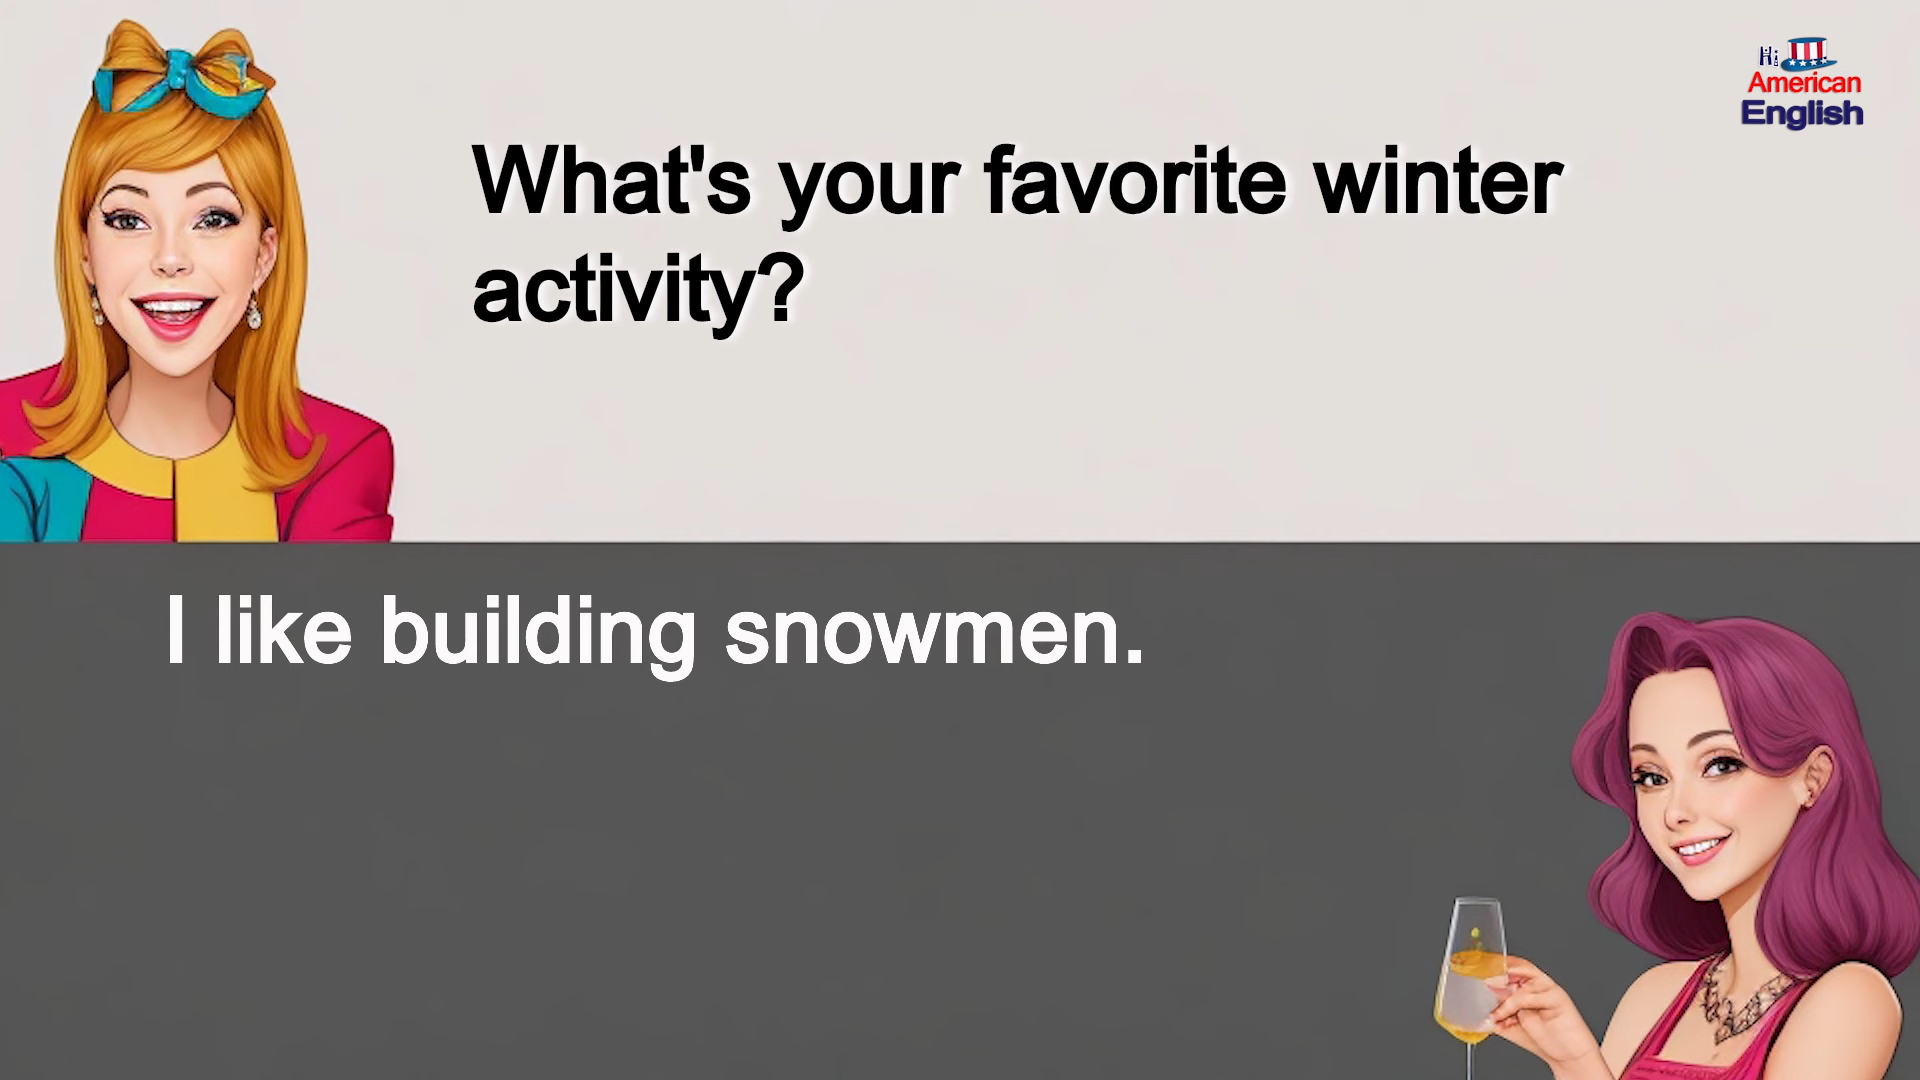 Hi
American
English
What's your favorite winter
activity?
I like building snowmen.